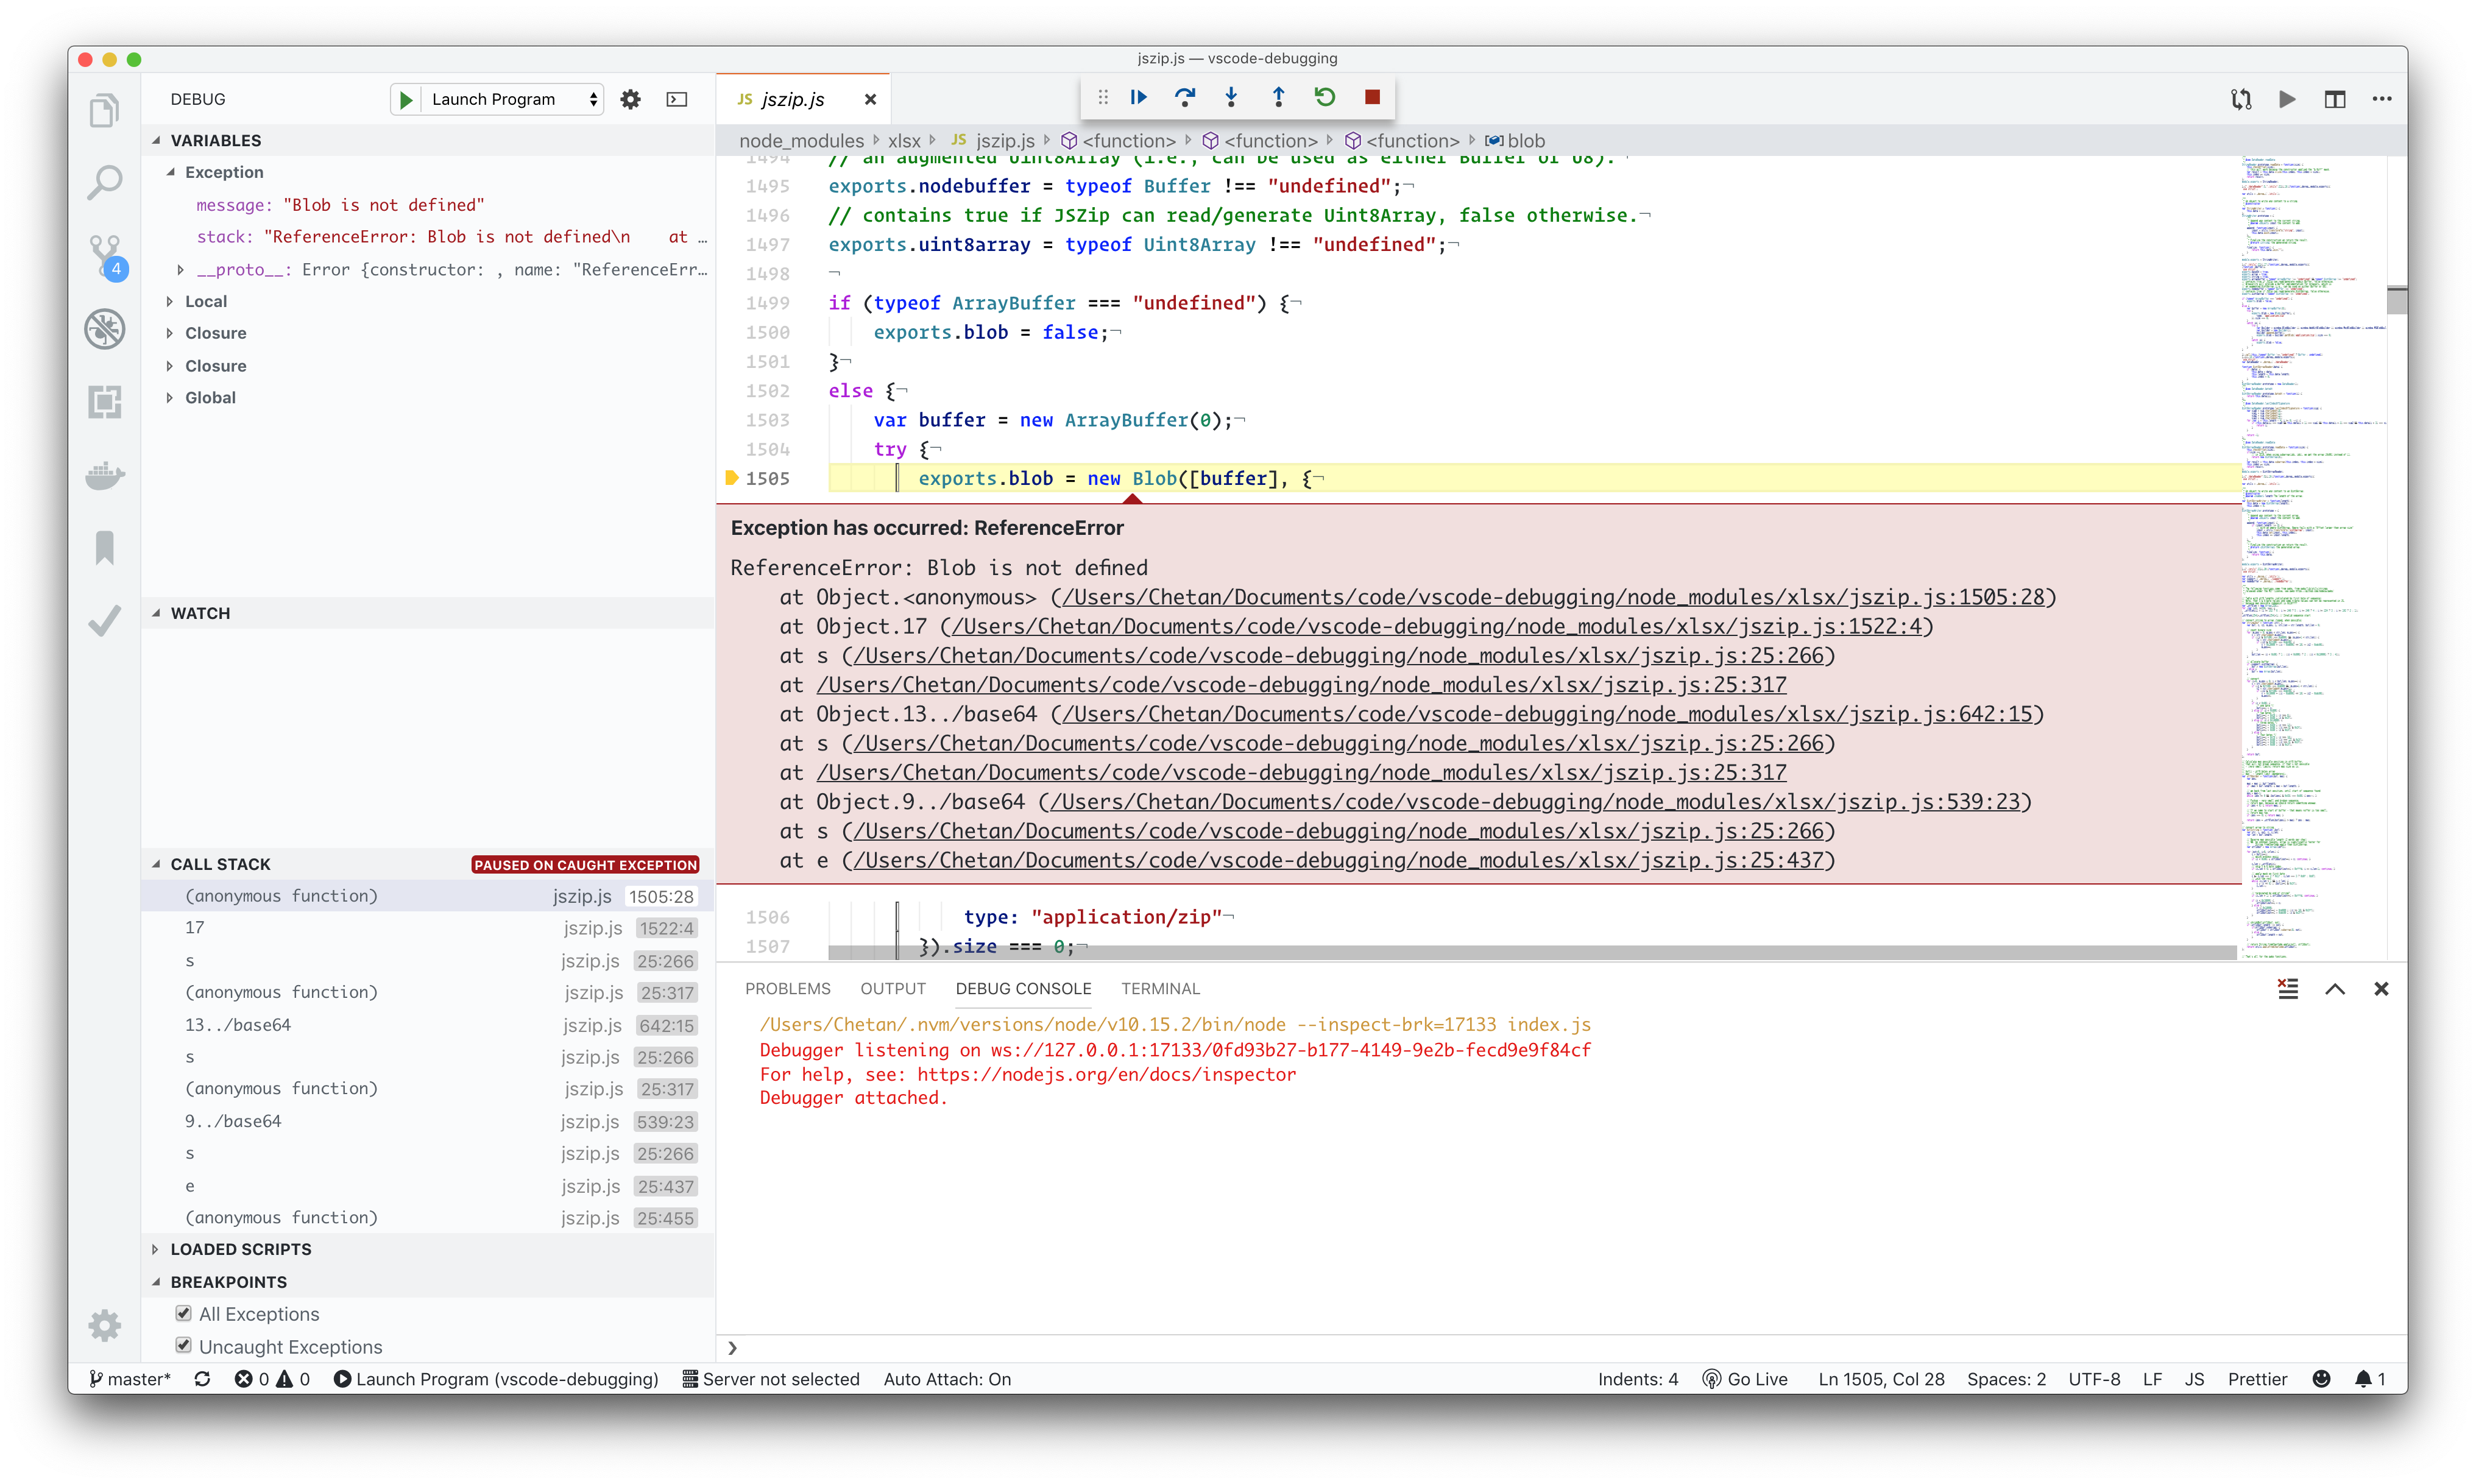 jszip.js — vscode-debugging
DEBUG
Launch Program
JS jszip.js
VARIABLES
Exception
message: "Blob is not defined"
stack: "ReferenceError: Blob is not defined\n    at …
__proto__: Error {constructor: , name: "ReferenceErr…
Local
Closure
Closure
Global
4
WATCH
CALL STACK PAUSED ON CAUGHT EXCEPTION
(anonymous function) jszip.js 1505:28
17 jszip.js 1522:4
s jszip.js 25:266
(anonymous function) jszip.js 25:317
13../base64 jszip.js 642:15
s jszip.js 25:266
(anonymous function) jszip.js 25:317
9../base64 jszip.js 539:23
s jszip.js 25:266
e jszip.js 25:437
(anonymous function) jszip.js 25:455
LOADED SCRIPTS
BREAKPOINTS
All Exceptions
Uncaught Exceptions
node_modules xlsx JS jszip.js <function> <function> <function> blob
1494 // an augmented Uint8Array (i.e., can be used as either Buffer or U8).¬
1495 exports.nodebuffer = typeof Buffer !== "undefined";¬
1496 // contains true if JSZip can read/generate Uint8Array, false otherwise.¬
1497 exports.uint8array = typeof Uint8Array !== "undefined";¬
1498 ¬
1499 if (typeof ArrayBuffer === "undefined") {¬
1500 exports.blob = false;¬
1501 }¬
1502 else {¬
1503 var buffer = new ArrayBuffer(0);¬
1504 try {¬
1505 exports.blob = new Blob([buffer], {¬
Exception has occurred: ReferenceError
ReferenceError: Blob is not defined
at Object.<anonymous> (/Users/Chetan/Documents/code/vscode-debugging/node_modules/xlsx/jszip.js:1505:28)
at Object.17 (/Users/Chetan/Documents/code/vscode-debugging/node_modules/xlsx/jszip.js:1522:4)
at s (/Users/Chetan/Documents/code/vscode-debugging/node_modules/xlsx/jszip.js:25:266)
at /Users/Chetan/Documents/code/vscode-debugging/node_modules/xlsx/jszip.js:25:317
at Object.13../base64 (/Users/Chetan/Documents/code/vscode-debugging/node_modules/xlsx/jszip.js:642:15)
at s (/Users/Chetan/Documents/code/vscode-debugging/node_modules/xlsx/jszip.js:25:266)
at /Users/Chetan/Documents/code/vscode-debugging/node_modules/xlsx/jszip.js:25:317
at Object.9../base64 (/Users/Chetan/Documents/code/vscode-debugging/node_modules/xlsx/jszip.js:539:23)
at s (/Users/Chetan/Documents/code/vscode-debugging/node_modules/xlsx/jszip.js:25:266)
at e (/Users/Chetan/Documents/code/vscode-debugging/node_modules/xlsx/jszip.js:25:437)
1506 type: "application/zip"¬
1507 }).size === 0;¬
PROBLEMS OUTPUT DEBUG CONSOLE TERMINAL
/Users/Chetan/.nvm/versions/node/v10.15.2/bin/node --inspect-brk=17133 index.js
Debugger listening on ws://127.0.0.1:17133/0fd93b27-b177-4149-9e2b-fecd9e9f84cf
For help, see: https://nodejs.org/en/docs/inspector
Debugger attached.
master* 0 0 Launch Program (vscode-debugging) Server not selected Auto Attach: On Indents: 4 Go Live Ln 1505, Col 28 Spaces: 2 UTF-8 LF JS Prettier 1